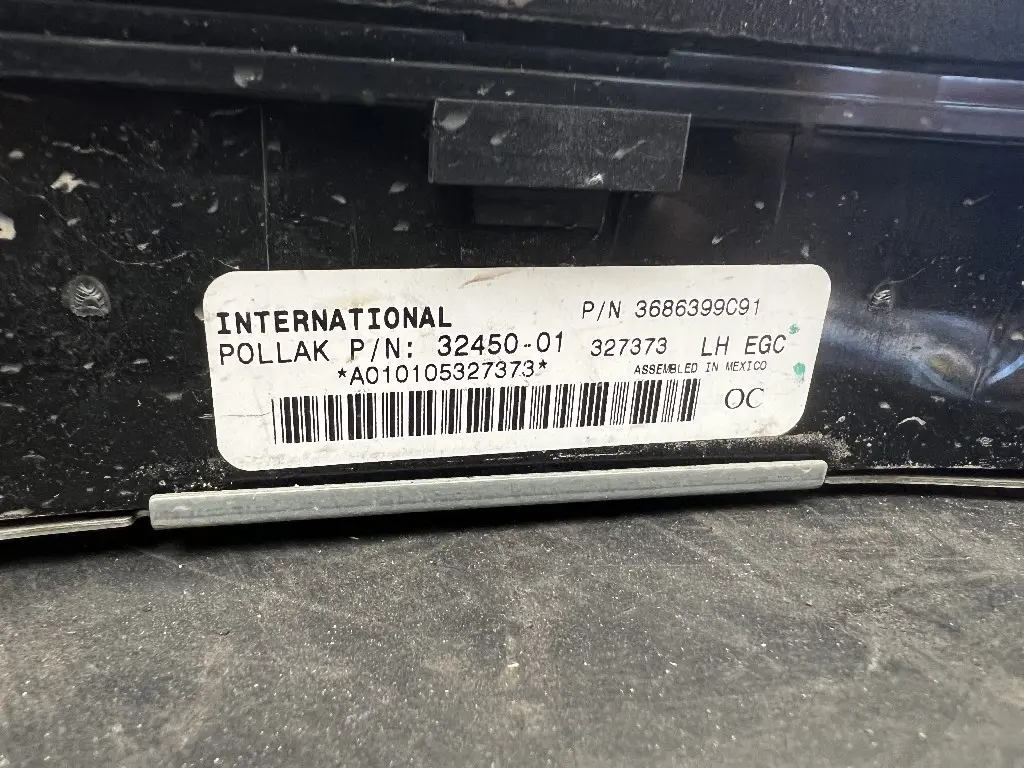 INTERNATIONAL P/N 3686399C91
POLLAK P/N: 32450-01 327373 LH EGC
*A010105327373* ASSEMBLED IN MEXICO
OC